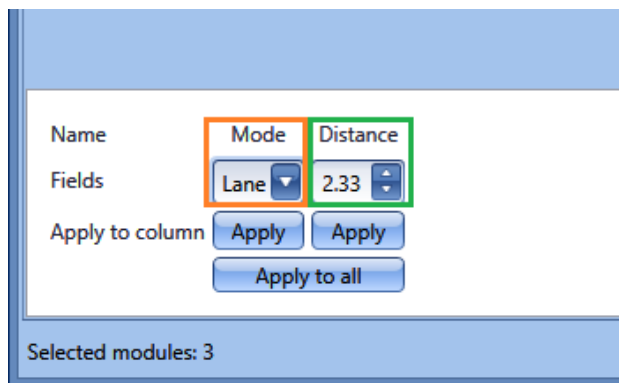 Name Mode Distance
Fields Lane 2.33
Apply to column Apply Apply
Apply to all
Selected modules: 3